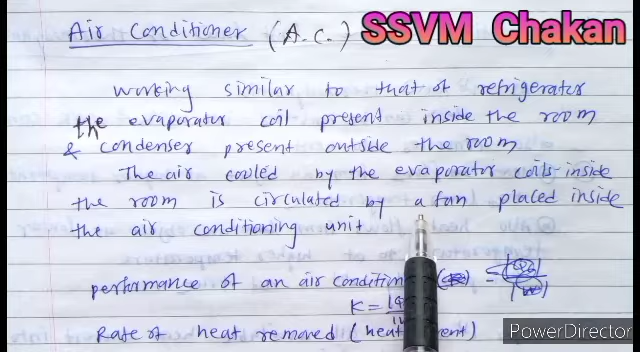 Air Conditioner (A.C.) SSVM Chakan
working similar to that of refrigerator
the evaporator coil present inside the room
& condenser present outside the room
The air cooled by the evaporator coils inside
the room is circulated by a fan placed inside
the air conditioning unit
performance of an air condition
K =
Rate of heat removed (heat
PowerDirector